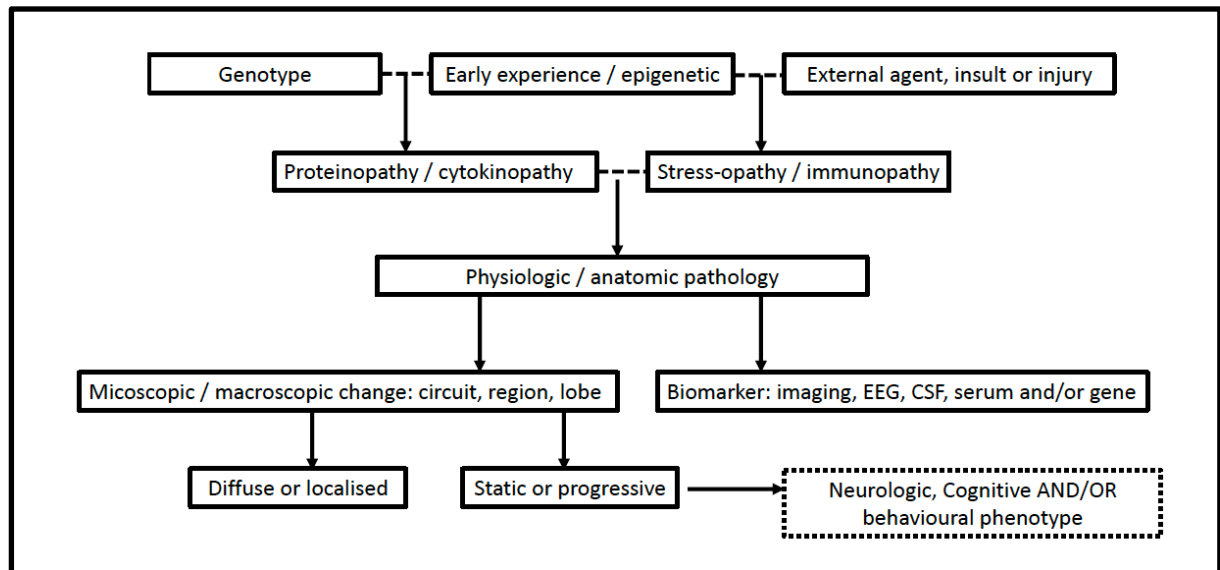 Genotype
Early experience / epigenetic
External agent, insult or injury
Proteinopathy / cytokinopathy
Stress-opathy / immunopathy
Physiologic / anatomic pathology
Micoscopic / macroscopic change: circuit, region, lobe
Biomarker: imaging, EEG, CSF, serum and/or gene
Diffuse or localised
Static or progressive
Neurologic, Cognitive AND/OR
behavioural phenotype